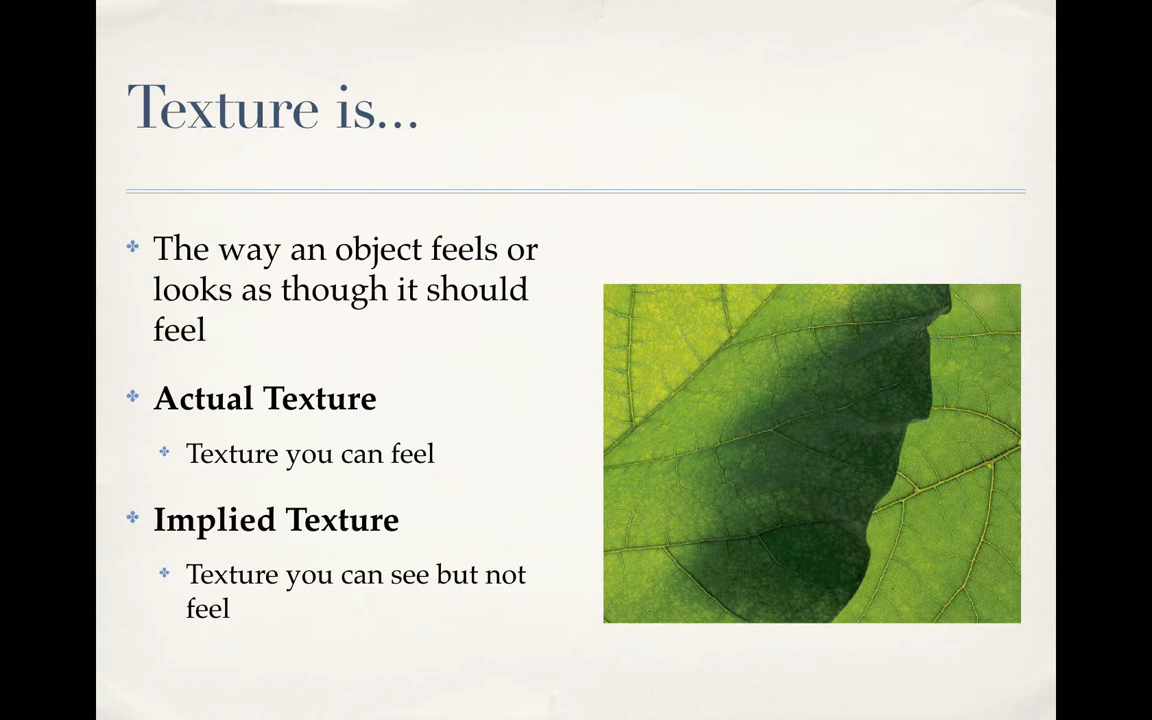 Texture is...
The way an object feels or
looks as though it should
feel
Actual Texture
Texture you can feel
Implied Texture
Texture you can see but not
feel